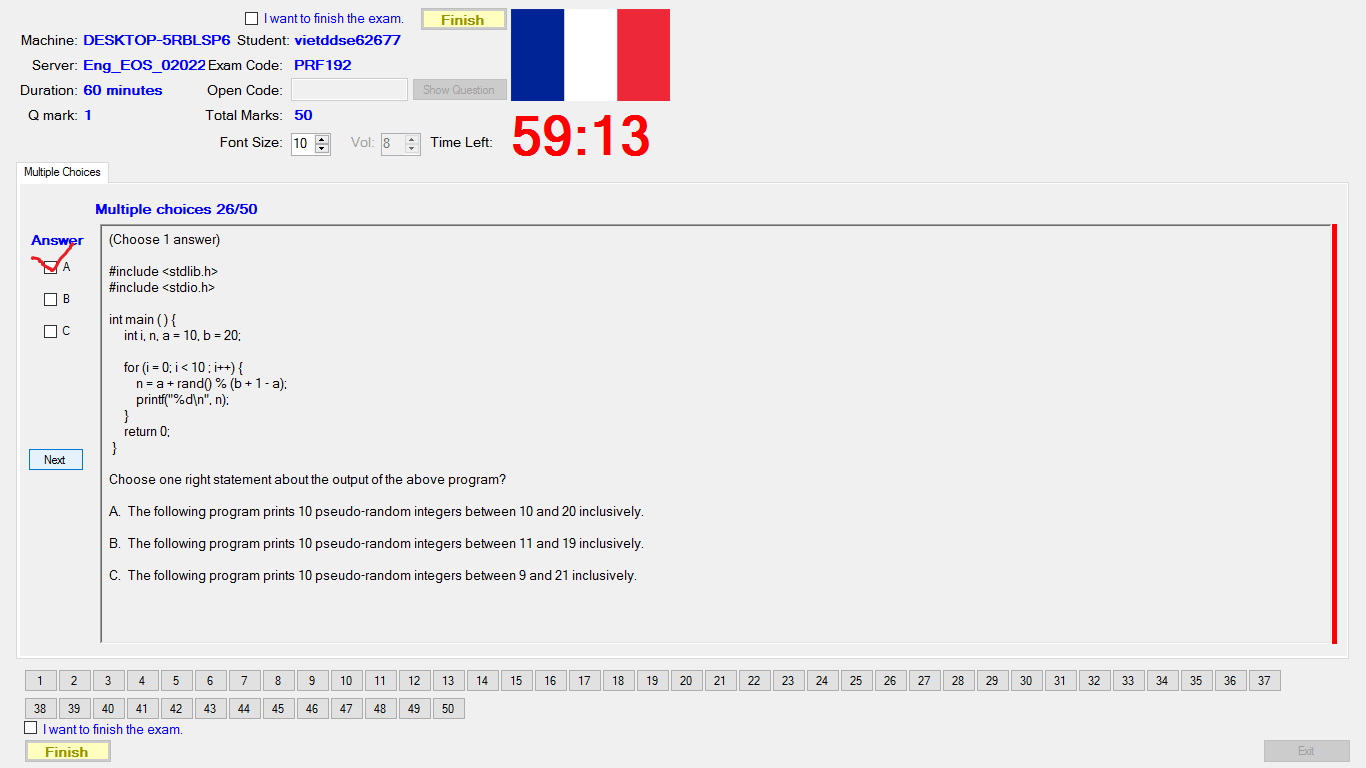 I want to finish the exam.
Finish
Machine: DESKTOP-5RBLSP6 Student: vietddse62677
Server: Eng_EOS_02022 Exam Code: PRF192
Duration: 60 minutes Open Code: Show Question
Q mark: 1 Total Marks: 50
Font Size: 10 Vol: 8 Time Left: 59:13
Multiple Choices
Multiple choices 26/50
Answer
A
B
C
Next
(Choose 1 answer)
#include <stdlib.h>
#include <stdio.h>
int main ( ) {
int i, n, a = 10, b = 20;
for (i = 0; i < 10 ; i++) {
n = a + rand() % (b + 1 - a);
printf("%d\n", n);
}
return 0;
}
Choose one right statement about the output of the above program?
A. The following program prints 10 pseudo-random integers between 10 and 20 inclusively.
B. The following program prints 10 pseudo-random integers between 11 and 19 inclusively.
C. The following program prints 10 pseudo-random integers between 9 and 21 inclusively.
1 2 3 4 5 6 7 8 9 10 11 12 13 14 15 16 17 18 19 20 21 22 23 24 25 26 27 28 29 30 31 32 33 34 35 36 37
38 39 40 41 42 43 44 45 46 47 48 49 50
I want to finish the exam.
Finish
Exit